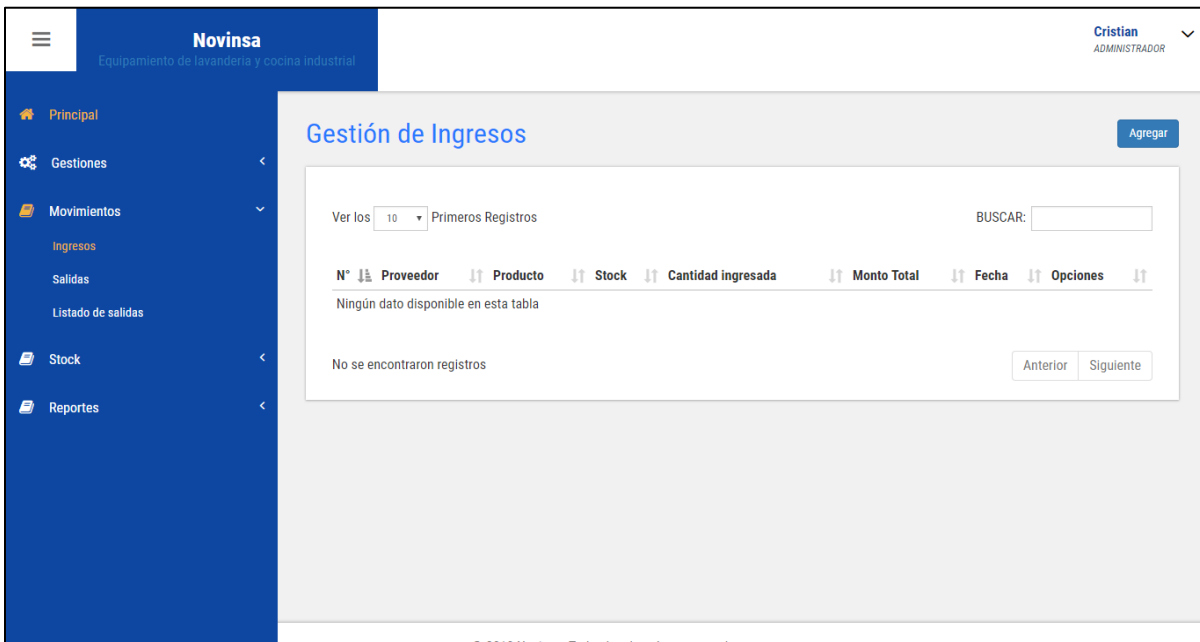 Novinsa
Equipamiento de lavanderia y cocina industrial
Cristian
ADMINISTRADOR
Principal
Gestiones
Movimientos
Ingresos
Salidas
Listado de salidas
Stock
Reportes
Gestión de Ingresos
Agregar
Ver los 10 Primeros Registros
BUSCAR:
N° Proveedor Producto Stock Cantidad ingresada Monto Total Fecha Opciones
Ningún dato disponible en esta tabla
No se encontraron registros
Anterior Siguiente